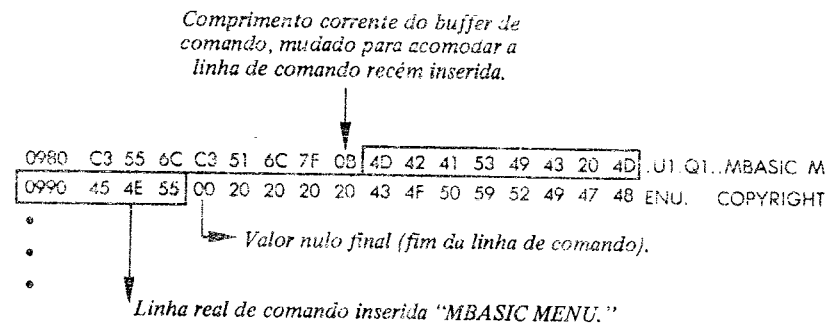 Comprimento corrente do buffer de
comando, mudado para acomodar a
linha de comando recém inserida.
0980 C3 55 6C C3 51 6C 7F 0B 4D 42 41 53 49 43 20 4D .U1.Q1..MBASIC M
0990 45 4E 55 00 20 20 20 20 43 4F 50 59 52 49 47 48 ENU. COPYRIGHT
Valor nulo final (fim da linha de comando).
Linha real de comando inserida “MBASIC MENU.”